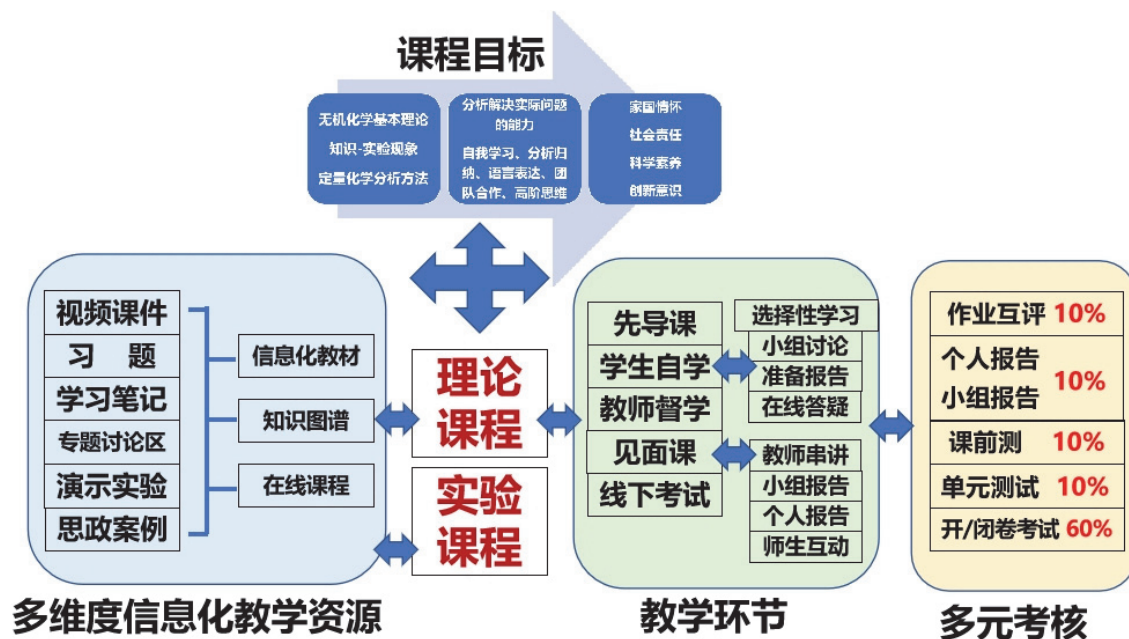 课程目标
无机化学基本理论
知识-实验现象
定量化学分析方法
分析解决实际问题
的能力
自我学习、分析归
纳、语言表达、团
队合作、高阶思维
家国情怀
社会责任
科学素养
创新意识
视频课件
习 题
学习笔记
专题讨论区
演示实验
思政案例
信息化教材
知识图谱
在线课程
多维度信息化教学资源
理论
课程
实验
课程
先导课
学生自学
教师督学
见面课
线下考试
选择性学习
小组讨论
准备报告
在线答疑
教师串讲
小组报告
个人报告
师生互动
教学环节
作业互评 10%
个人报告
小组报告
10%
课前测 10%
单元测试 10%
开/闭卷考试 60%
多元考核